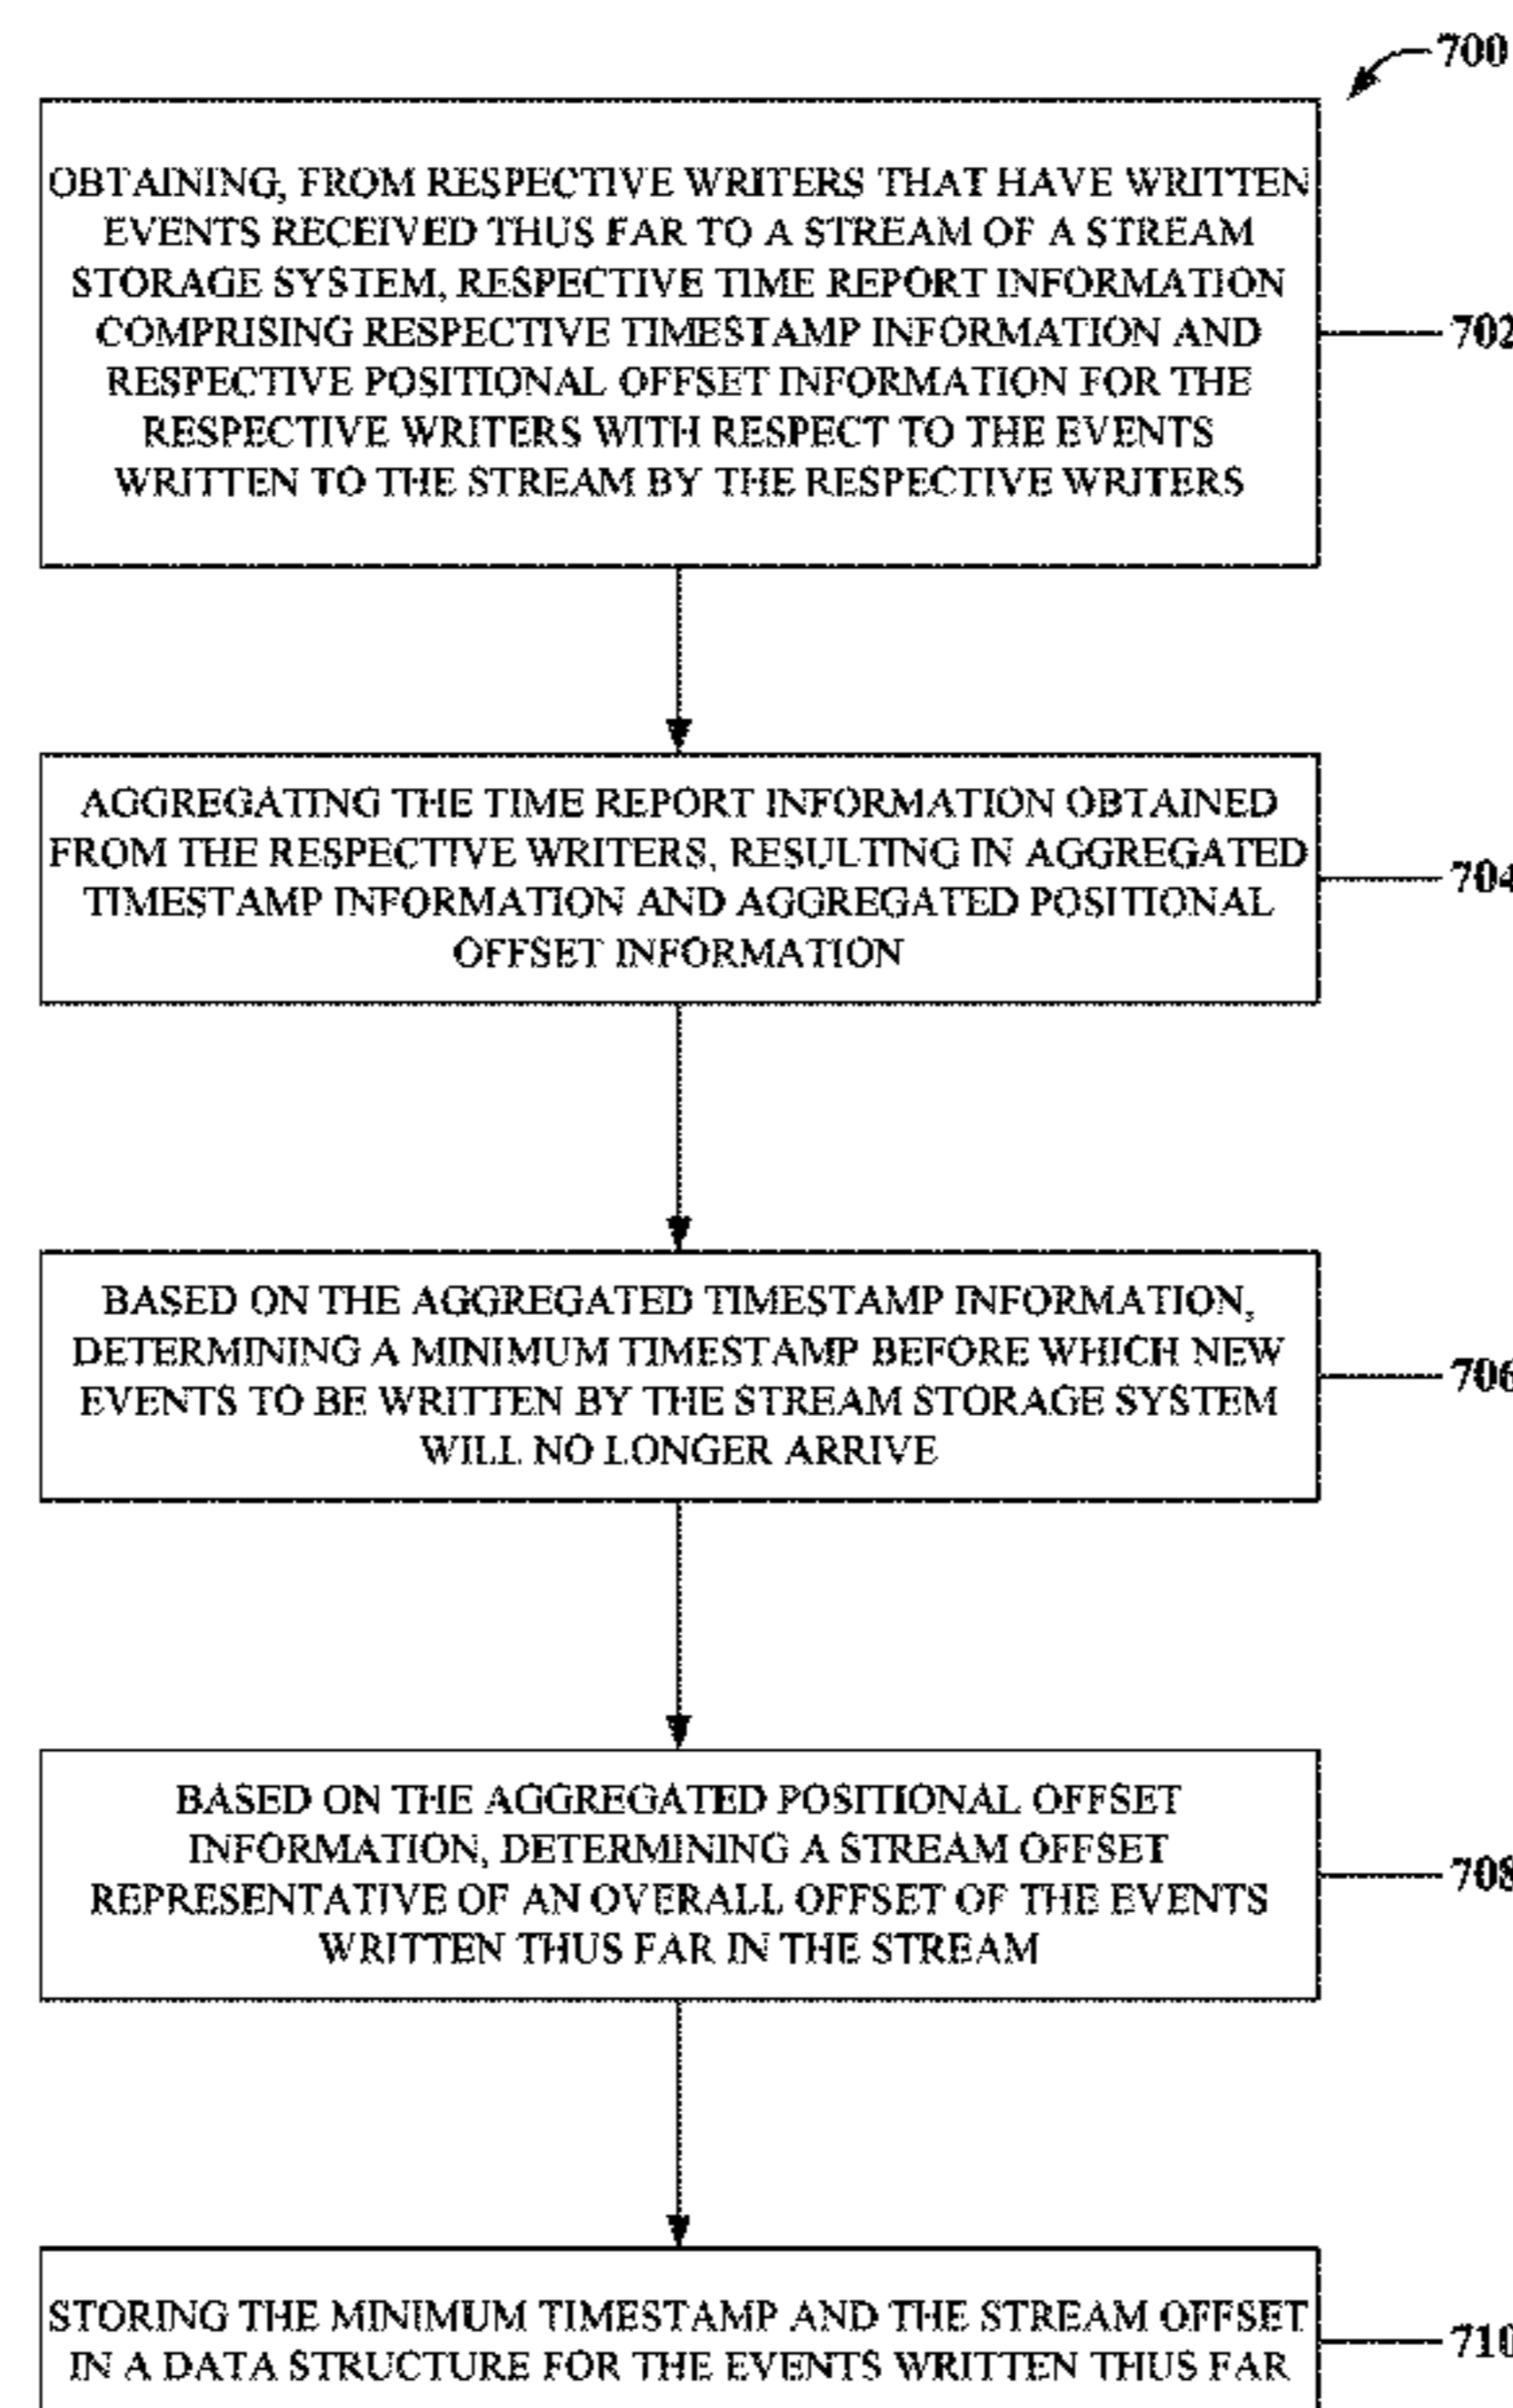 700
OBTAINING, FROM RESPECTIVE WRITERS THAT HAVE WRITTEN
EVENTS RECEIVED THUS FAR TO A STREAM OF A STREAM
STORAGE SYSTEM, RESPECTIVE TIME REPORT INFORMATION
COMPRISING RESPECTIVE TIMESTAMP INFORMATION AND
RESPECTIVE POSITIONAL OFFSET INFORMATION FOR THE
RESPECTIVE WRITERS WITH RESPECT TO THE EVENTS
WRITTEN TO THE STREAM BY THE RESPECTIVE WRITERS
702
AGGREGATING THE TIME REPORT INFORMATION OBTAINED
FROM THE RESPECTIVE WRITERS, RESULTING IN AGGREGATED
TIMESTAMP INFORMATION AND AGGREGATED POSITIONAL
OFFSET INFORMATION
704
BASED ON THE AGGREGATED TIMESTAMP INFORMATION,
DETERMINING A MINIMUM TIMESTAMP BEFORE WHICH NEW
EVENTS TO BE WRITTEN BY THE STREAM STORAGE SYSTEM
WILL NO LONGER ARRIVE
706
BASED ON THE AGGREGATED POSITIONAL OFFSET
INFORMATION, DETERMINING A STREAM OFFSET
REPRESENTATIVE OF AN OVERALL OFFSET OF THE EVENTS
WRITTEN THUS FAR IN THE STREAM
708
STORING THE MINIMUM TIMESTAMP AND THE STREAM OFFSET
IN A DATA STRUCTURE FOR THE EVENTS WRITTEN THUS FAR
710